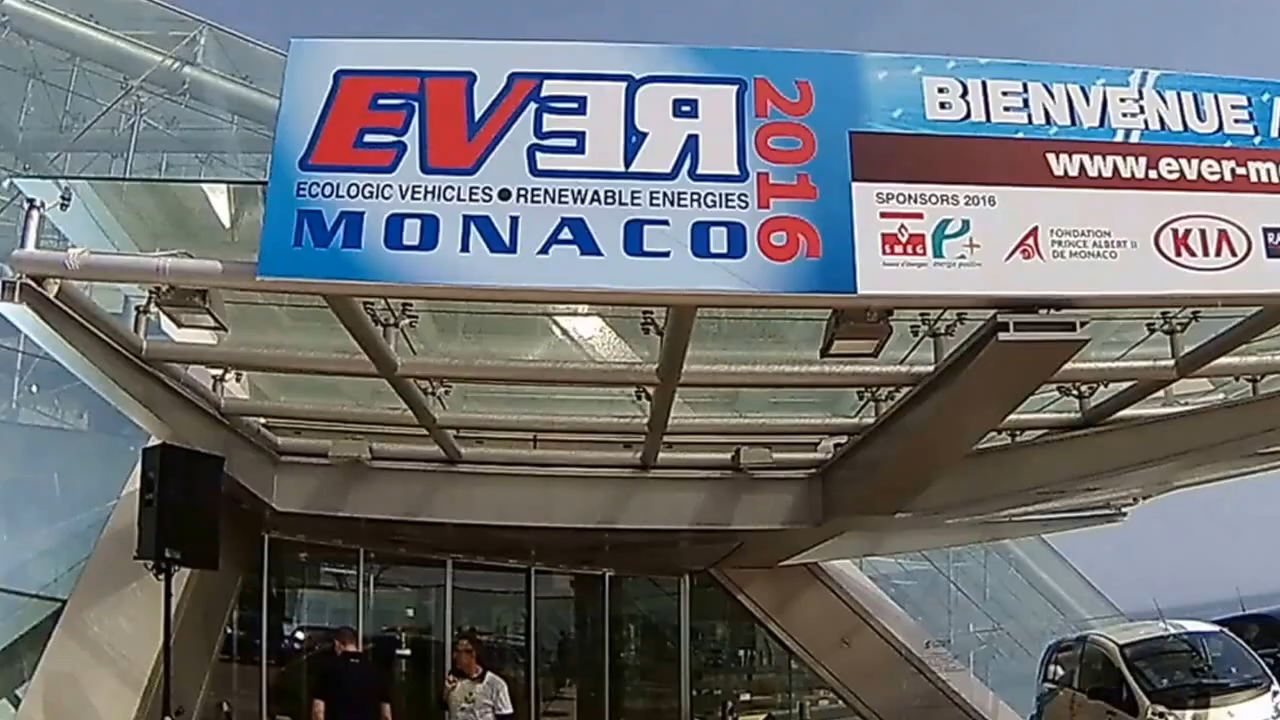 EVER
2016
ECOLOGIC VEHICLES ● RENEWABLE ENERGIES
MONACO
BIENVENUE
www.ever-m
SPONSORS 2016
SMEG
FONDATION
PRINCE ALBERT II
DE MONACO
KIA